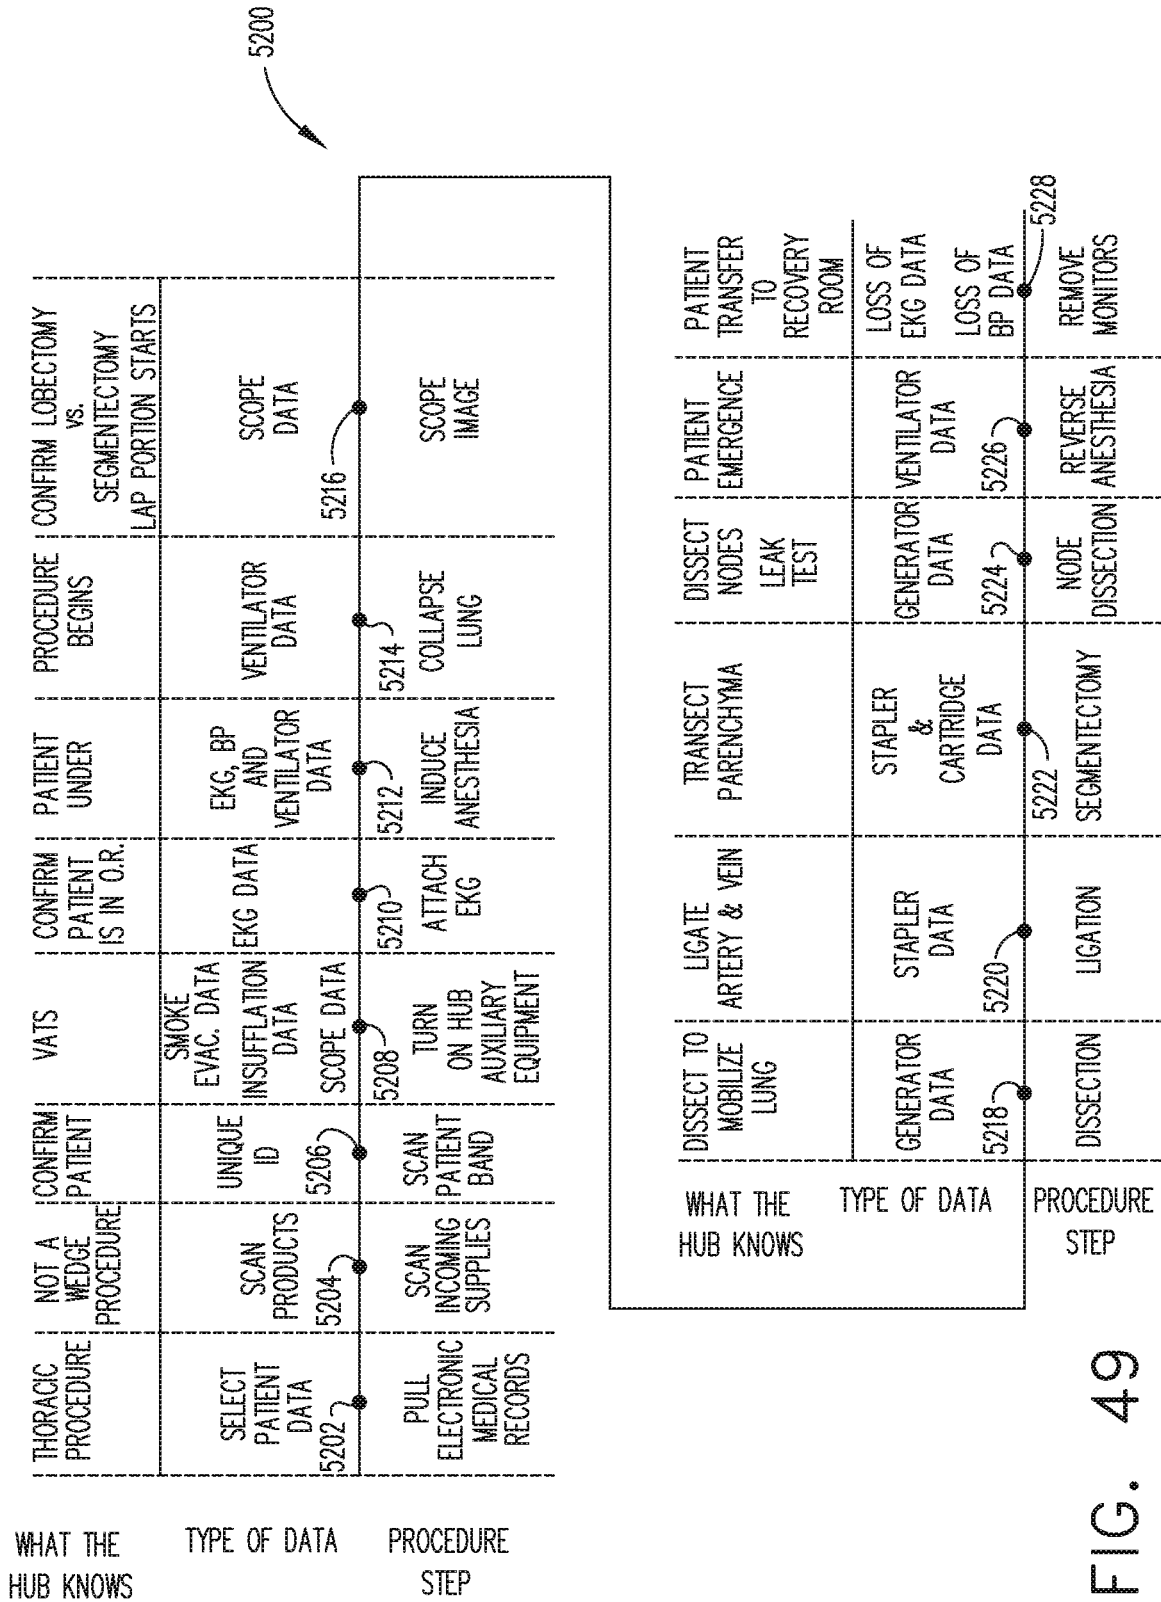 5200
WHAT THE
HUB KNOWS
THORACIC
PROCEDURE
NOT A
WEDGE
PROCEDURE
CONFIRM
PATIENT
VATS
CONFIRM
PATIENT
IS IN O.R.
PATIENT
UNDER
PROCEDURE
BEGINS
CONFIRM LOBECTOMY
vs.
SEGMENTECTOMY
LAP PORTION STARTS
TYPE OF DATA
SELECT
PATIENT
DATA
5202
SCAN
PRODUCTS
5204
UNIQUE
ID
5206
SMOKE
EVAC. DATA
INSUFFLATION
DATA
SCOPE DATA
5208
EKG DATA
5210
EKG, BP
AND
VENTILATOR
DATA
5212
VENTILATOR
DATA
5214
SCOPE
DATA
5216
PROCEDURE
STEP
PULL
ELECTRONIC
MEDICAL
RECORDS
SCAN
INCOMING
SUPPLIES
SCAN
PATIENT
BAND
TURN
ON HUB
AUXILIARY
EQUIPMENT
ATTACH
EKG
INDUCE
ANESTHESIA
COLLAPSE
LUNG
SCOPE
IMAGE
WHAT THE
HUB KNOWS
DISSECT TO
MOBILIZE
LUNG
LIGATE
ARTERY & VEIN
TRANSECT
PARENCHYMA
DISSECT
NODES
LEAK
TEST
PATIENT
EMERGENCE
PATIENT
TRANSFER
TO
RECOVERY
ROOM
TYPE OF DATA
GENERATOR
DATA
5218
STAPLER
DATA
5220
STAPLER
&
CARTRIDGE
DATA
5222
GENERATOR
DATA
5224
VENTILATOR
DATA
5226
LOSS OF
EKG DATA
LOSS OF
BP DATA
5228
PROCEDURE
STEP
DISSECTION
LIGATION
SEGMENTECTOMY
NODE
DISSECTION
REVERSE
ANESTHESIA
REMOVE
MONITORS
FIG. 49